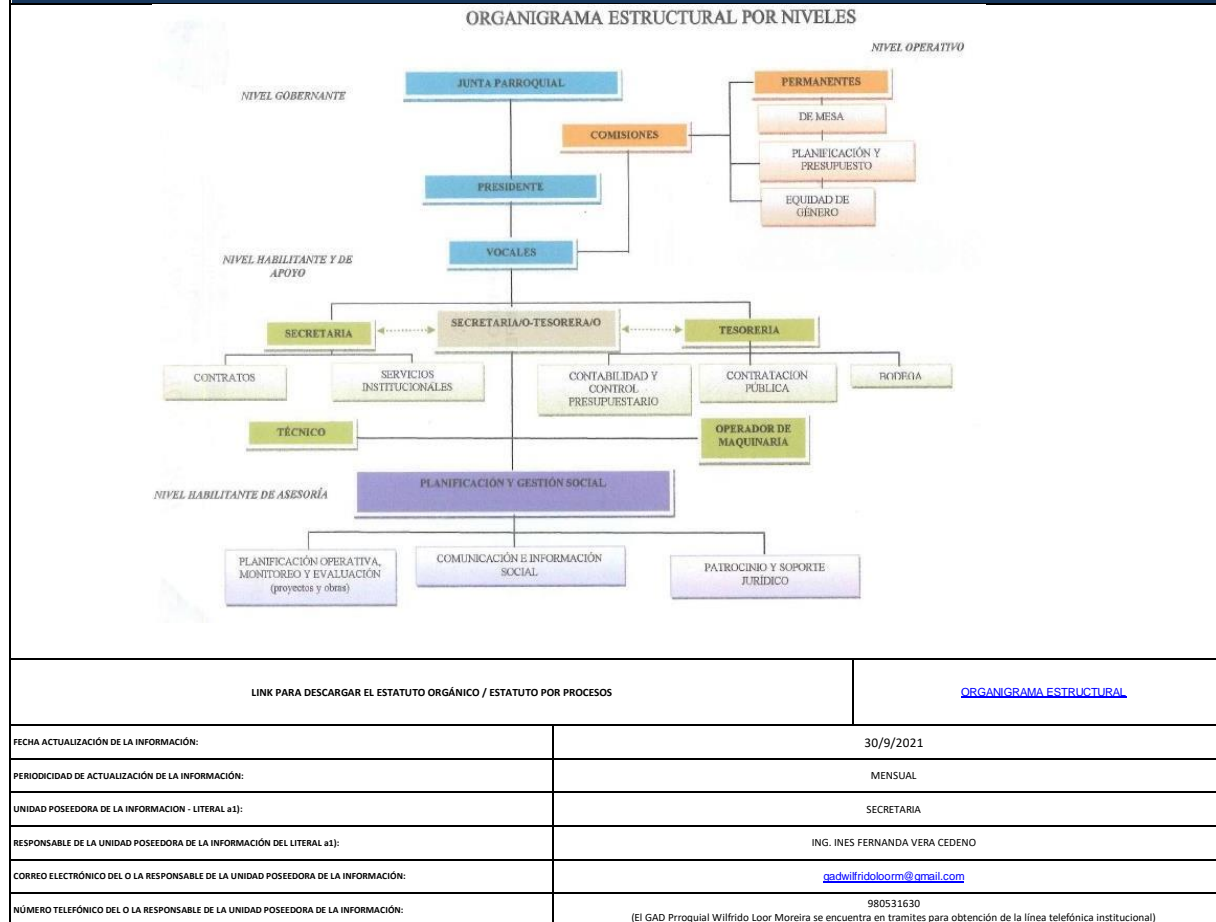 ORGANIGRAMA ESTRUCTURAL POR NIVELES
NIVEL OPERATIVO
NIVEL GOBERNANTE
JUNTA PARROQUIAL
PERMANENTES
DE MESA
COMISIONES
PLANIFICACIÓN Y
PRESUPUESTO
PRESIDENTE
EQUIDAD DE
GÉNERO
VOCALES
NIVEL HABILITANTE Y DE
APOYO
SECRETARIA
SECRETARIA/O-TESORERA/O
TESORERIA
CONTRATOS
SERVICIOS
INSTITUCIONALES
CONTABILIDAD Y
CONTROL
PRESUPUESTARIO
CONTRATACION
PÚBLICA
BODEGA
TÉCNICO
OPERADOR DE
MAQUINARIA
PLANIFICACIÓN Y GESTIÓN SOCIAL
NIVEL HABILITANTE DE ASESORÍA
PLANIFICACIÓN OPERATIVA,
MONITOREO Y EVALUACIÓN
(proyectos y obras)
COMUNICACIÓN E INFORMACIÓN
SOCIAL
PATROCINIO Y SOPORTE
JURÍDICO
LINK PARA DESCARGAR EL ESTATUTO ORGÁNICO / ESTATUTO POR PROCESOS
ORGANIGRAMA ESTRUCTURAL
FECHA ACTUALIZACIÓN DE LA INFORMACIÓN:
30/9/2021
PERIODICIDAD DE ACTUALIZACIÓN DE LA INFORMACIÓN:
MENSUAL
UNIDAD POSEEDORA DE LA INFORMACION - LITERAL a1):
SECRETARIA
RESPONSABLE DE LA UNIDAD POSEEDORA DE LA INFORMACIÓN DEL LITERAL a1):
ING. INES FERNANDA VERA CEDENO
CORREO ELECTRÓNICO DEL O LA RESPONSABLE DE LA UNIDAD POSEEDORA DE LA INFORMACIÓN:
gadwilfridoloorm@gmail.com
NÚMERO TELEFÓNICO DEL O LA RESPONSABLE DE LA UNIDAD POSEEDORA DE LA INFORMACIÓN:
980531630
(El GAD Prroquial Wilfrido Loor Moreira se encuentra en tramites para obtención de la línea telefónica institucional)